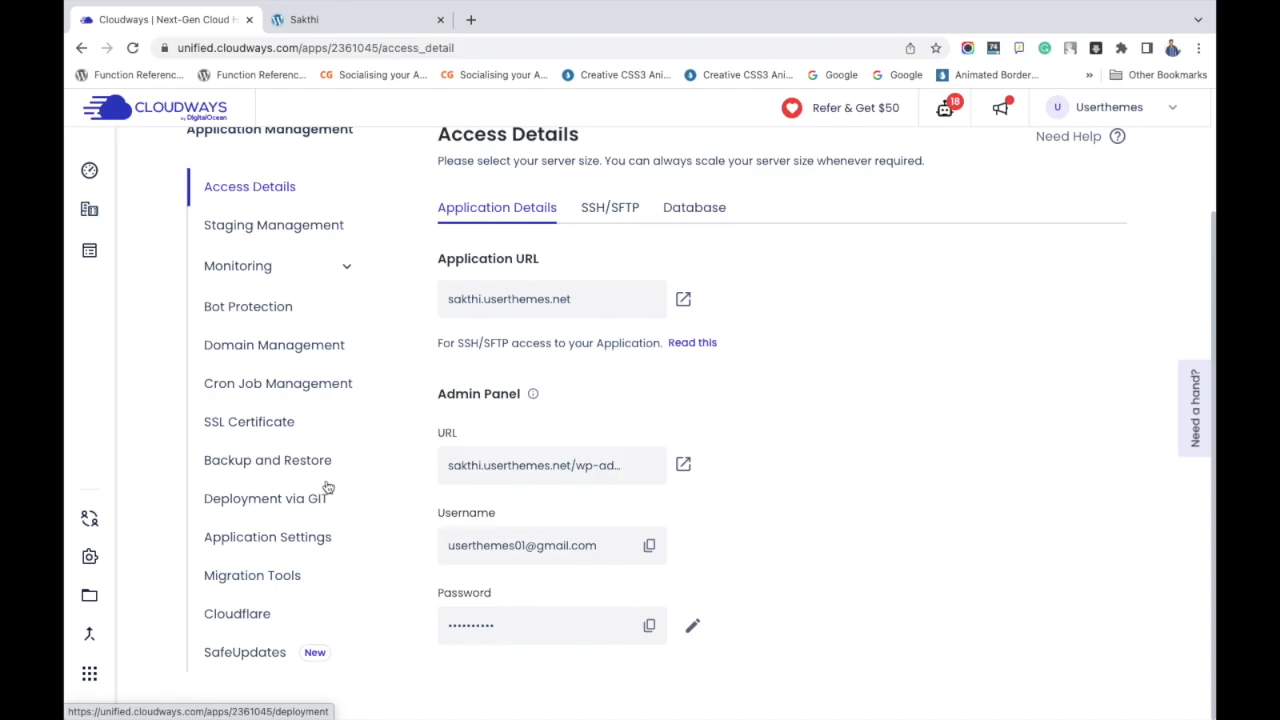 Cloudways | Next-Gen Cloud H
Sakthi
unified.cloudways.com/apps/2361045/access_detail
74
Function Referenc...
Function Referenc...
CG Socialising your A...
CG Socialising your A...
Creative CSS3 Ani...
Creative CSS3 Ani...
Google
Google
Animated Border...
»
Other Bookmarks
CLOUDWAYS
by DigitalOcean
Refer & Get $50
18
U
Userthemes
Application Management
Access Details
Staging Management
Monitoring
Bot Protection
Domain Management
Cron Job Management
SSL Certificate
Backup and Restore
Deployment via GIT
Application Settings
Migration Tools
Cloudflare
SafeUpdates New
Access Details
Need Help ?
Please select your server size. You can always scale your server size whenever required.
Application Details
SSH/SFTP
Database
Application URL
sakthi.userthemes.net
For SSH/SFTP access to your Application. Read this
Admin Panel
URL
sakthi.userthemes.net/wp-ad...
Username
userthemes01@gmail.com
Password
••••••••••
Need a hand?
https://unified.cloudways.com/apps/2361045/deployment